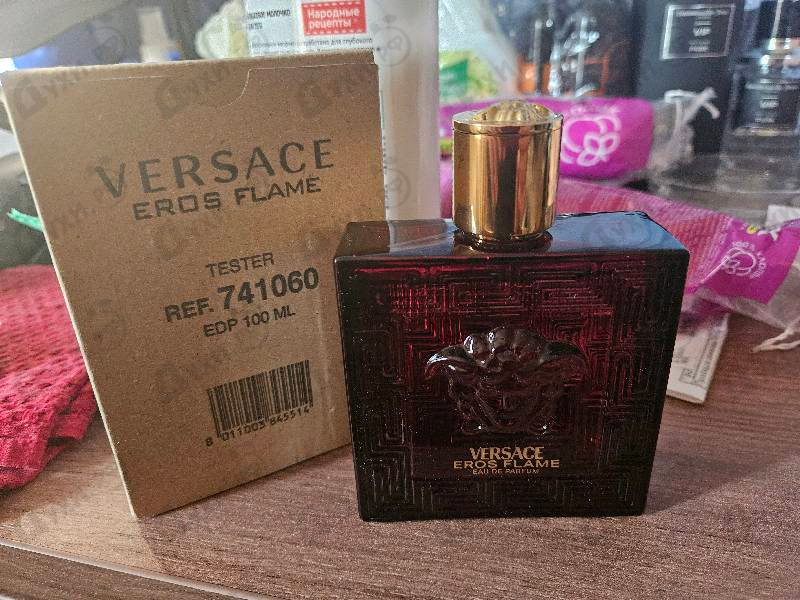 Народные
рецепты
VERSACE
EROS FLAME
TESTER
REF. 741060
EDP 100 ML
8 011003 845514
VERSACE
EROS FLAME
EAU DE PARFUM
VIP